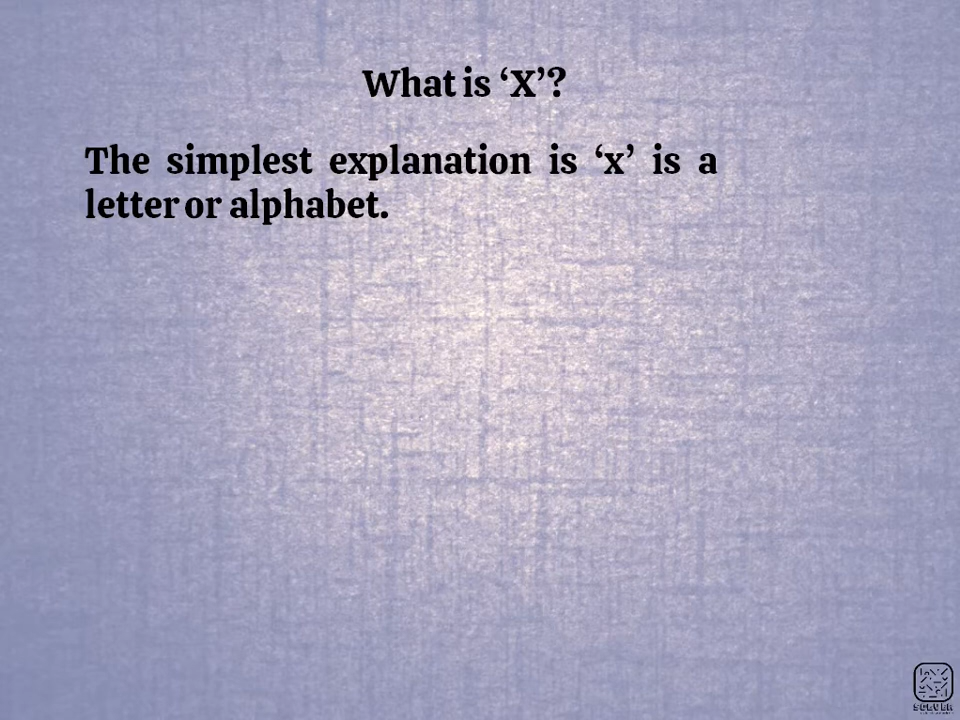 What is ‘X’?
The simplest explanation is ‘x’ is a
letter or alphabet.